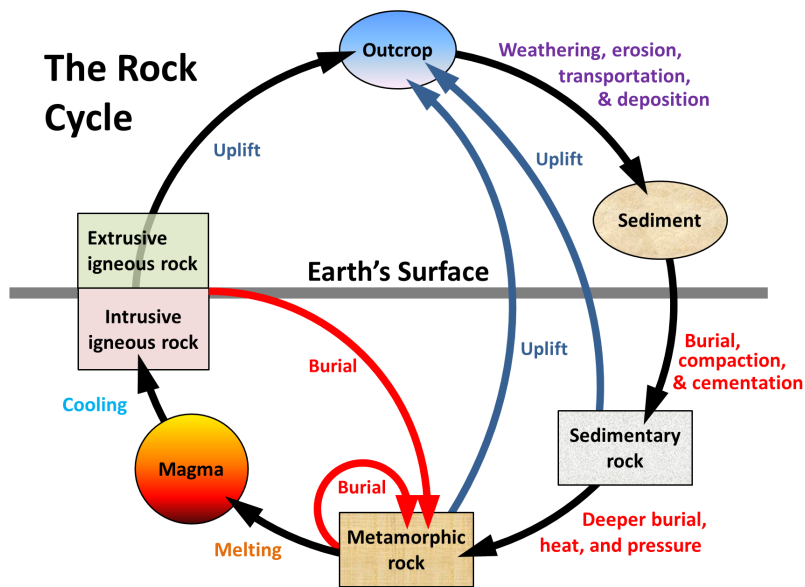 The Rock
Cycle
Outcrop
Weathering, erosion,
transportation,
& deposition
Uplift
Uplift
Sediment
Extrusive
igneous rock
Earth's Surface
Intrusive
igneous rock
Burial
Uplift
Burial,
compaction,
& cementation
Cooling
Sedimentary
rock
Magma
Burial
Deeper burial,
heat, and pressure
Melting
Metamorphic
rock